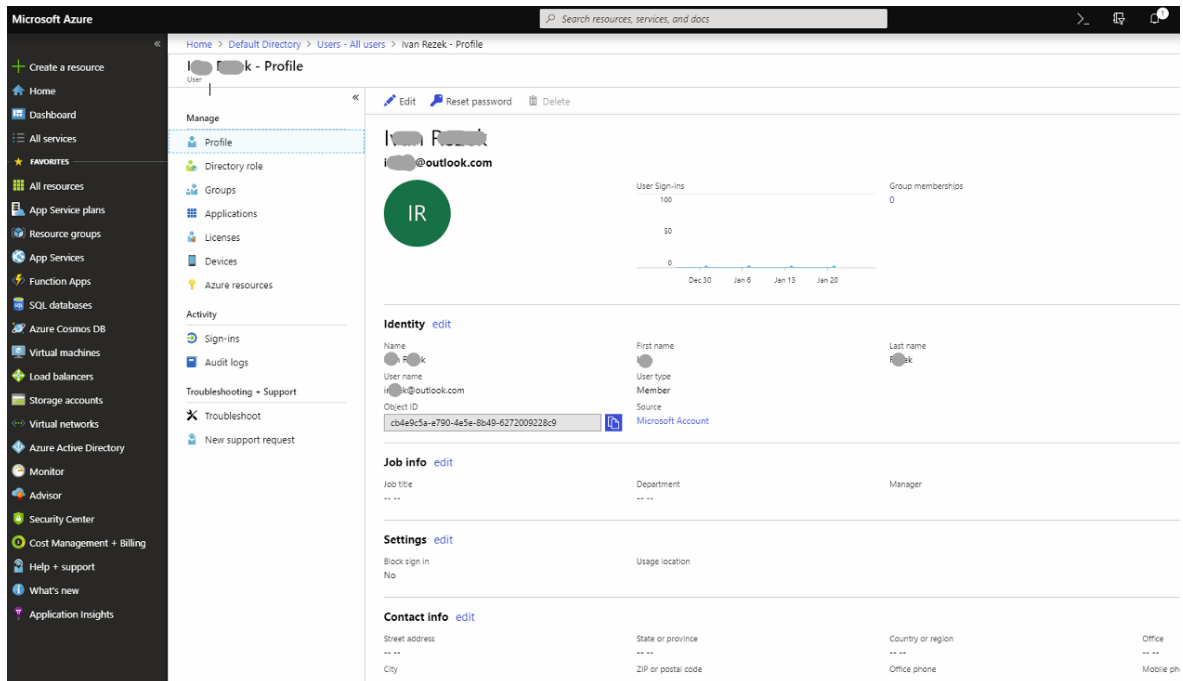 Microsoft Azure
Search resources, services, and docs
1
Home > Default Directory > Users - All users > Ivan Rezek - Profile
Create a resource
Home
Dashboard
All services
FAVORITES
All resources
App Service plans
Resource groups
App Services
Function Apps
SQL databases
Azure Cosmos DB
Virtual machines
Load balancers
Storage accounts
Virtual networks
Azure Active Directory
Monitor
Advisor
Security Center
Cost Management + Billing
Help + support
What's new
Application Insights
- Profile
User
Manage
Profile
Directory role
Groups
Applications
Licenses
Devices
Azure resources
Activity
Sign-ins
Audit logs
Troubleshooting + Support
Troubleshoot
New support request
Edit Reset password Delete
@outlook.com
IR
User Sign-ins
100
50
0
Dec 30 Jan 6 Jan 13 Jan 20
Group memberships
0
Identity edit
Name First name Last name
User name User type
@outlook.com Member
Object ID Source
cb4e9c5a-e790-4e5e-8b49-6272009228c9 Microsoft Account
Job info edit
Job title Department Manager
-- -- -- --
Settings edit
Block sign in Usage location
No
Contact info edit
Street address State or province Country or region Office
-- -- -- -- -- -- -- --
City ZIP or postal code Office phone Mobile